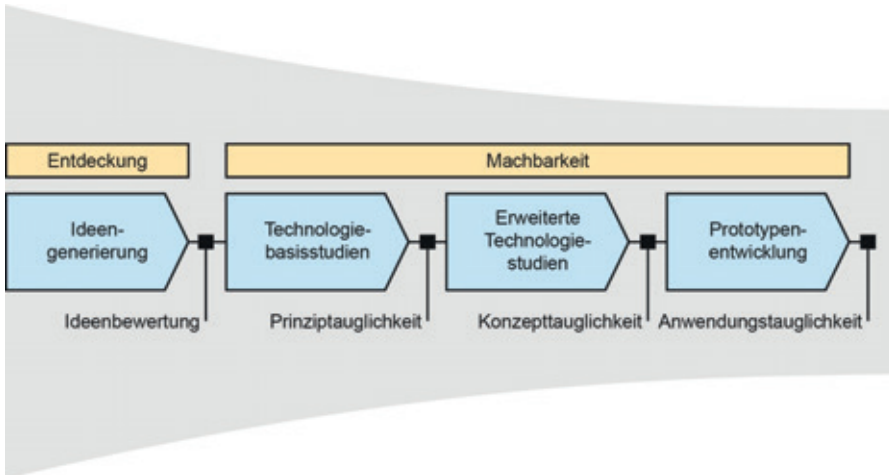 Entdeckung
Machbarkeit
Ideen-
generierung
Technologie-
basisstudien
Erweiterte
Technologie-
studien
Prototypen-
entwicklung
Ideenbewertung
Prinziptauglichkeit
Konzepttauglichkeit
Anwendungstauglichkeit